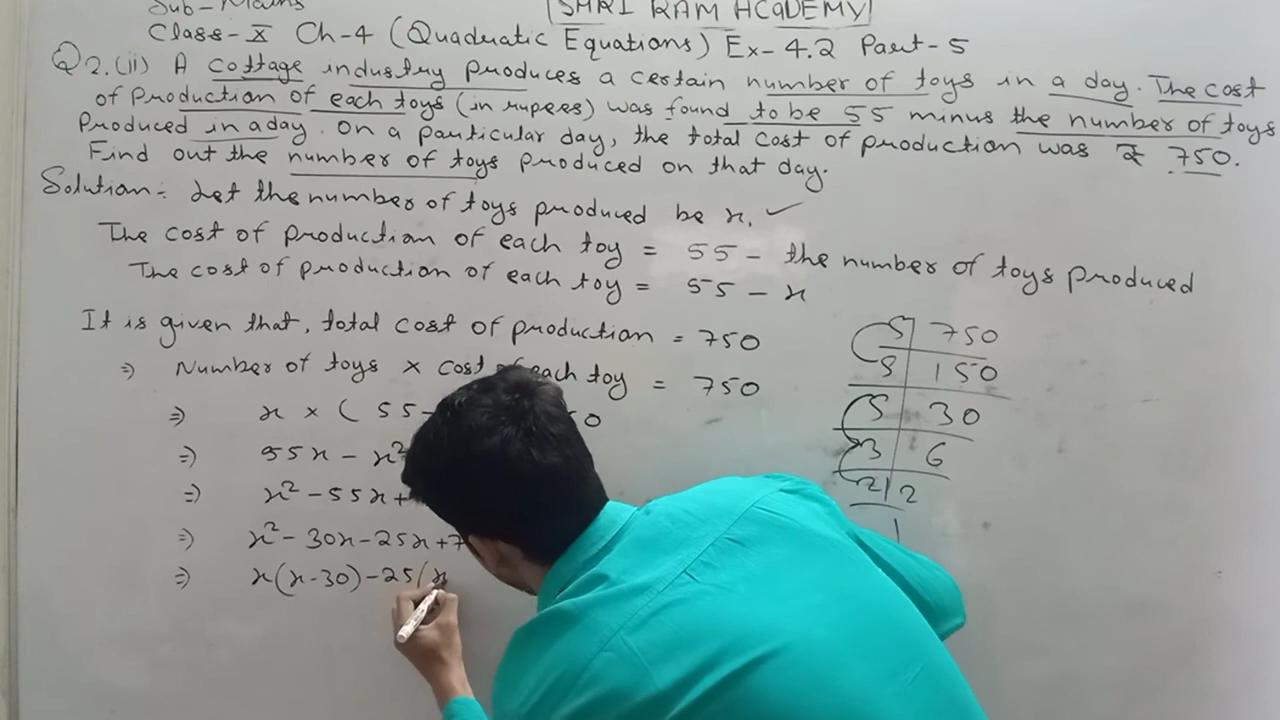 Sub-Maths
SHRI RAM ACADEMY
Class-X Ch-4 (Quadratic Equations) Ex-4.2 Part-5
Q2.(ii) A cottage industry produces a certain number of toys in a day. The cost
of production of each toys (in rupees) was found to be 55 minus the number of toys
Produced in a day. On a particular day, the total cost of production was ₹ 750.
Find out the number of toys produced on that day.
Solution:- Let the number of toys produced be x. ✓
The cost of production of each toy = 55 - the number of toys produced
The cost of production of each toy = 55 - x
It is given that, total cost of production = 750
⇒ Number of toys × cost of each toy = 750
⇒ x × ( 55- 0
⇒ 55x - x²
⇒ x² - 55x +
⇒ x² - 30x - 25x + 7
⇒ x(x-30) - 25(x
5 750
5 150
5 30
3 6
2 2
1